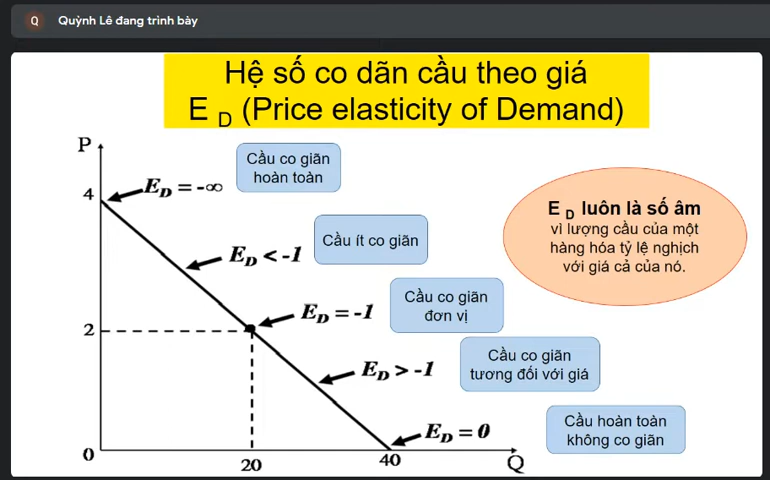 Q Quỳnh Lê đang trình bày
Hệ số co dãn cầu theo giá
E D (Price elasticity of Demand)
P
4
E_D = -∞
Cầu co giãn
hoàn toàn
E_D < -1
Cầu ít co giãn
E D luôn là số âm
vì lượng cầu của một
hàng hóa tỷ lệ nghịch
với giá cả của nó.
2
E_D = -1
Cầu co giãn
đơn vị
E_D > -1
Cầu co giãn
tương đối với giá
E_D = 0
Cầu hoàn toàn
không co giãn
0
20
40
Q